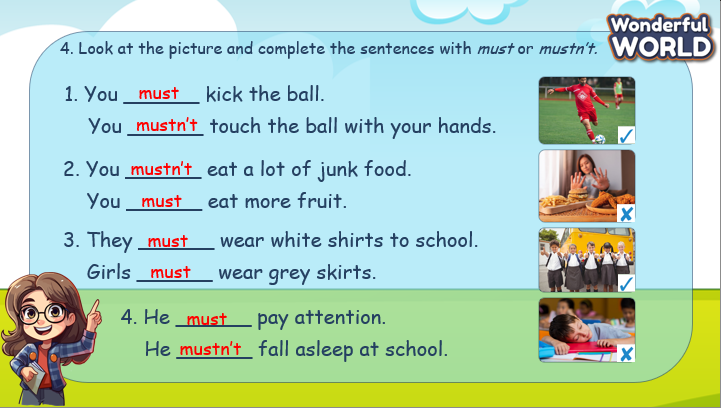 Wonderful
WORLD
4. Look at the picture and complete the sentences with must or mustn't.
1. You must kick the ball.
You mustn't touch the ball with your hands.
2. You mustn't eat a lot of junk food.
You must eat more fruit.
3. They must wear white shirts to school.
Girls must wear grey skirts.
4. He must pay attention.
He mustn't fall asleep at school.